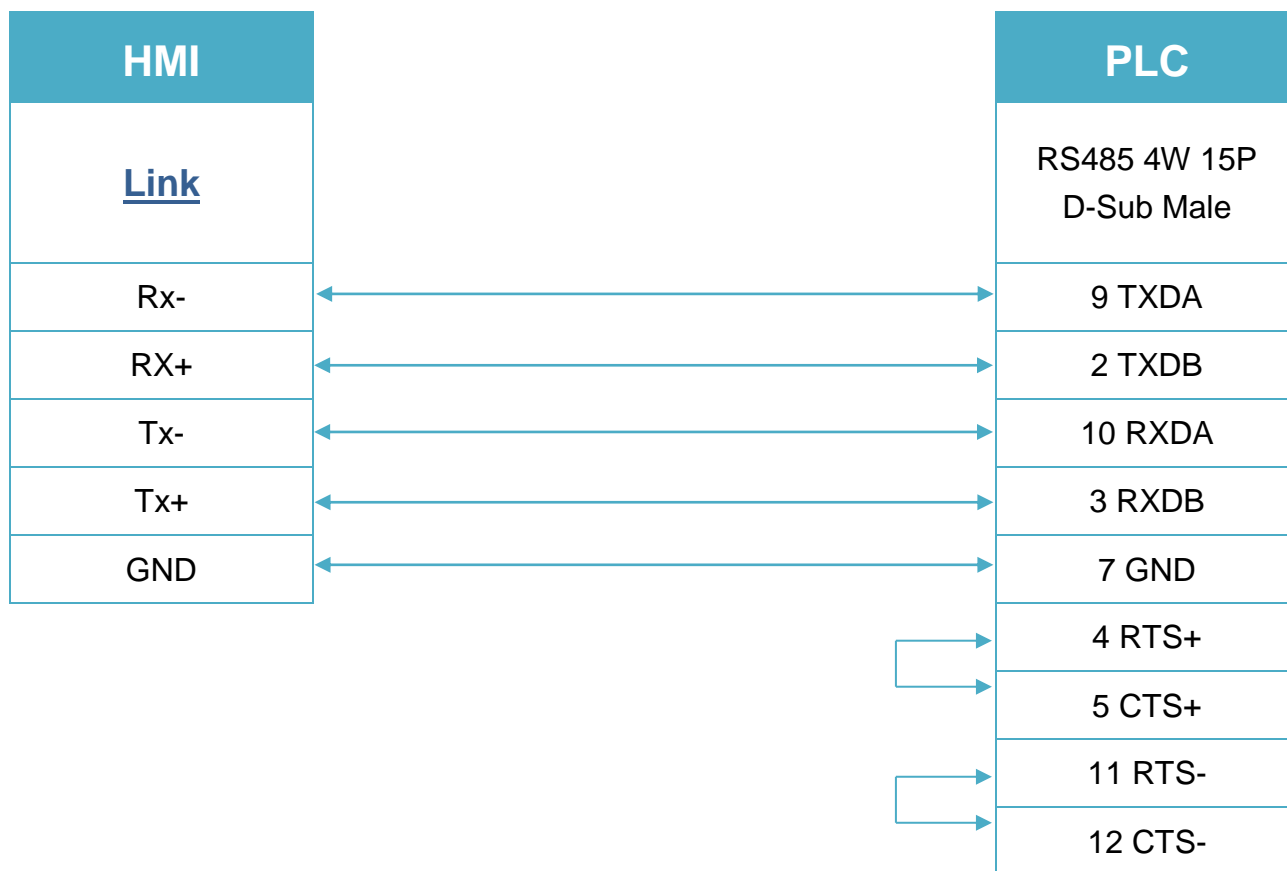 HMI
PLC
Link
RS485 4W 15P
D-Sub Male
Rx-
9 TXDA
RX+
2 TXDB
Tx-
10 RXDA
Tx+
3 RXDB
GND
7 GND
4 RTS+
5 CTS+
11 RTS-
12 CTS-